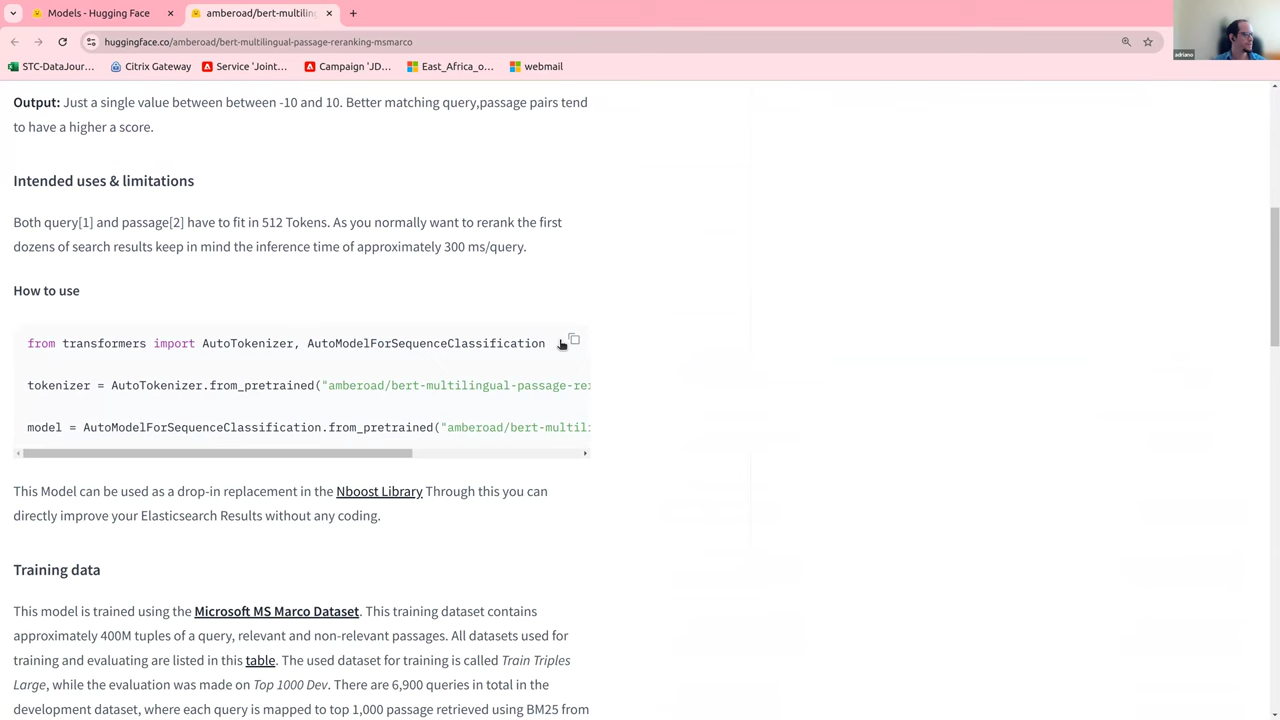 Models - Hugging Face
amberoad/bert-multiling
huggingface.co/amberoad/bert-multilingual-passage-reranking-msmarco
STC-DataJour...
Citrix Gateway
Service 'Joint...
Campaign 'JD...
East_Africa_o...
webmail
adriano
Output: Just a single value between between -10 and 10. Better matching query,passage pairs tend
to have a higher a score.
Intended uses & limitations
Both query[1] and passage[2] have to fit in 512 Tokens. As you normally want to rerank the first
dozens of search results keep in mind the inference time of approximately 300 ms/query.
How to use
from transformers import AutoTokenizer, AutoModelForSequenceClassification
tokenizer = AutoTokenizer.from_pretrained("amberoad/bert-multilingual-passage-re
model = AutoModelForSequenceClassification.from_pretrained("amberoad/bert-multili
This Model can be used as a drop-in replacement in the Nboost Library Through this you can
directly improve your Elasticsearch Results without any coding.
Training data
This model is trained using the Microsoft MS Marco Dataset. This training dataset contains
approximately 400M tuples of a query, relevant and non-relevant passages. All datasets used for
training and evaluating are listed in this table. The used dataset for training is called Train Triples
Large, while the evaluation was made on Top 1000 Dev. There are 6,900 queries in total in the
development dataset, where each query is mapped to top 1,000 passage retrieved using BM25 from